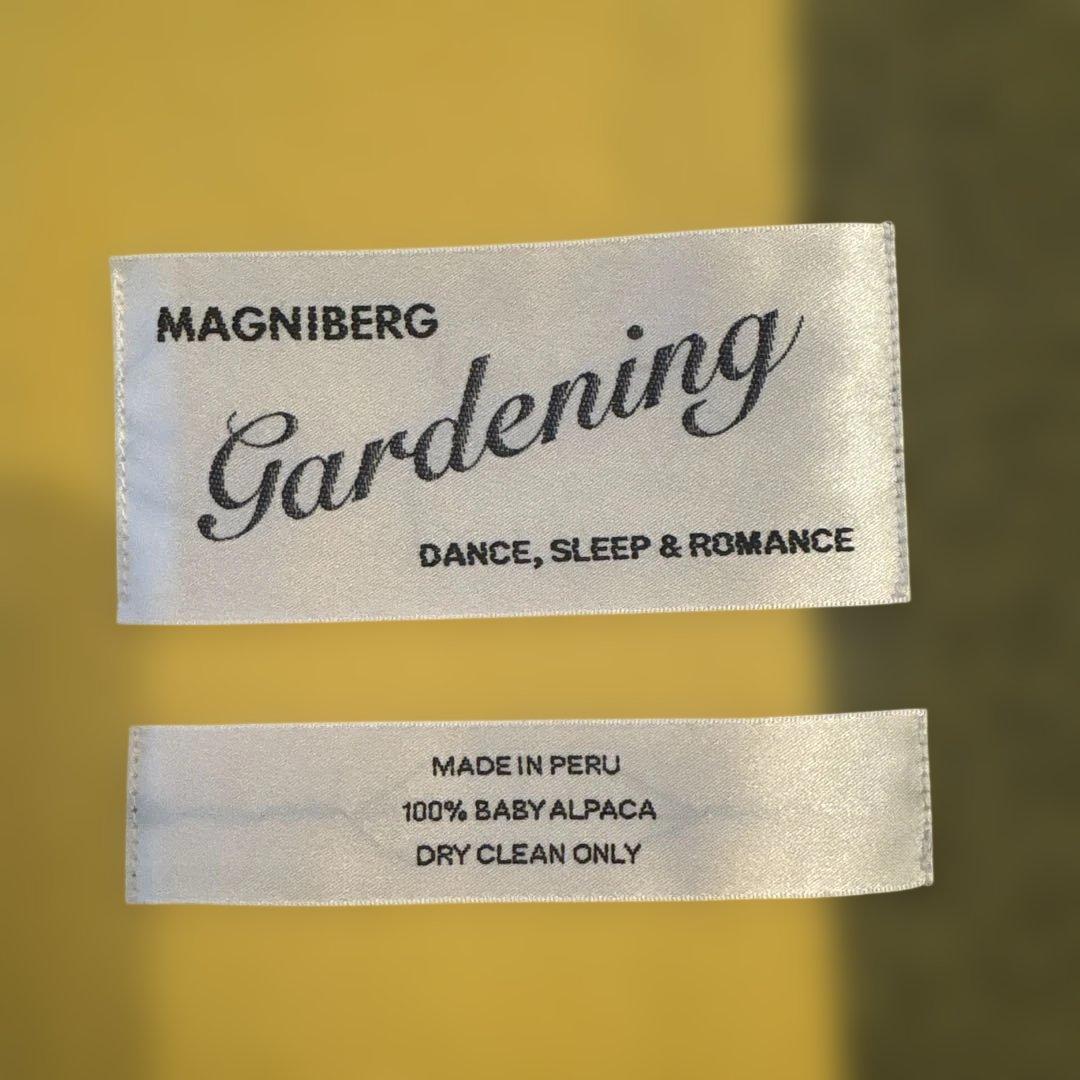 MAGNIBERG
Gardening
DANCE, SLEEP & ROMANCE
MADE IN PERU
100% BABY ALPACA
DRY CLEAN ONLY